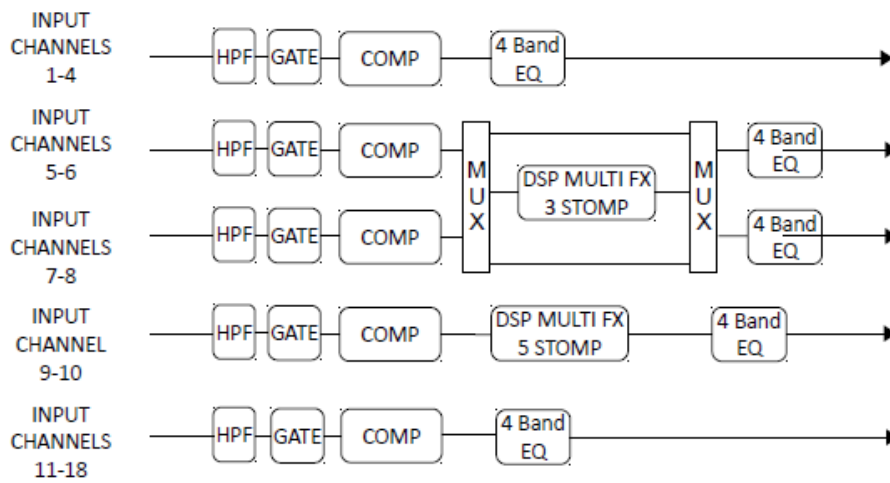 INPUT
CHANNELS
1-4
HPF GATE COMP 4 Band
EQ
INPUT
CHANNELS
5-6
HPF GATE COMP 4 Band
EQ
MUX
DSP MULTI FX
3 STOMP
MUX
INPUT
CHANNELS
7-8
HPF GATE COMP 4 Band
EQ
INPUT
CHANNEL
9-10
HPF GATE COMP DSP MULTI FX
5 STOMP
4 Band
EQ
INPUT
CHANNELS
11-18
HPF GATE COMP 4 Band
EQ